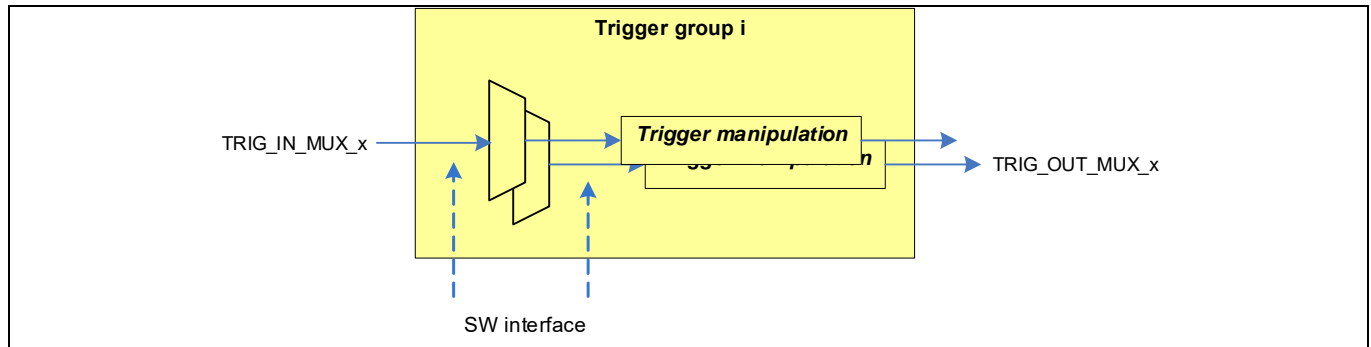 Trigger group i
TRIG_IN_MUX_x
Trigger manipulation
TRIG_OUT_MUX_x
SW interface